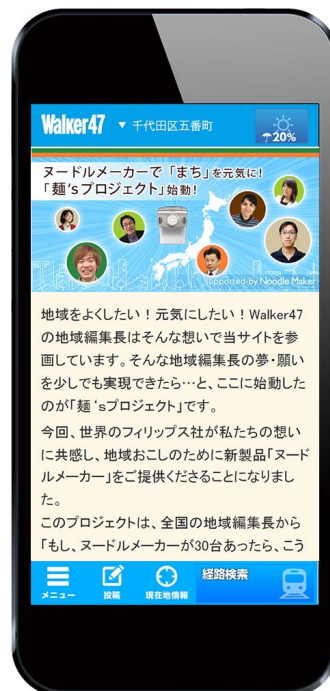 Walker47 ▼ 千代田区五番町
20%
ヌードルメーカーで「まち」を元気に!
「麺‘sプロジェクト」始動!
supported by Noodle Maker
地域をよくしたい！元気にしたい！Walker47
の地域編集長はそんな想いで当サイトを参
画しています。そんな地域編集長の夢・願い
を少しでも実現できたら…と、ここに始動した
のが「麺‘sプロジェクト」です。
今回、世界のフィリップス社が私たちの想い
に共感し、地域おこしのために新製品「ヌード
ルメーカー」をご提供くださることになりまし
た。
このプロジェクトは、全国の地域編集長から
「もし、ヌードルメーカーが30台あったら、こう
メニュー 投稿 現在地情報 経路検索